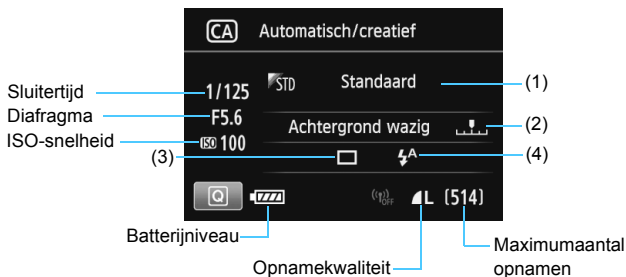 CA Automatisch/creatief
Sluitertijd 1/125 STD Standaard (1)
Diafragma F5.6
ISO-snelheid ISO 100 Achtergrond wazig (2)
(3) A (4)
Q ((ᵢ)) OFF L [514]
Batterijniveau
Maximumaantal
opnamen
Opnamekwaliteit